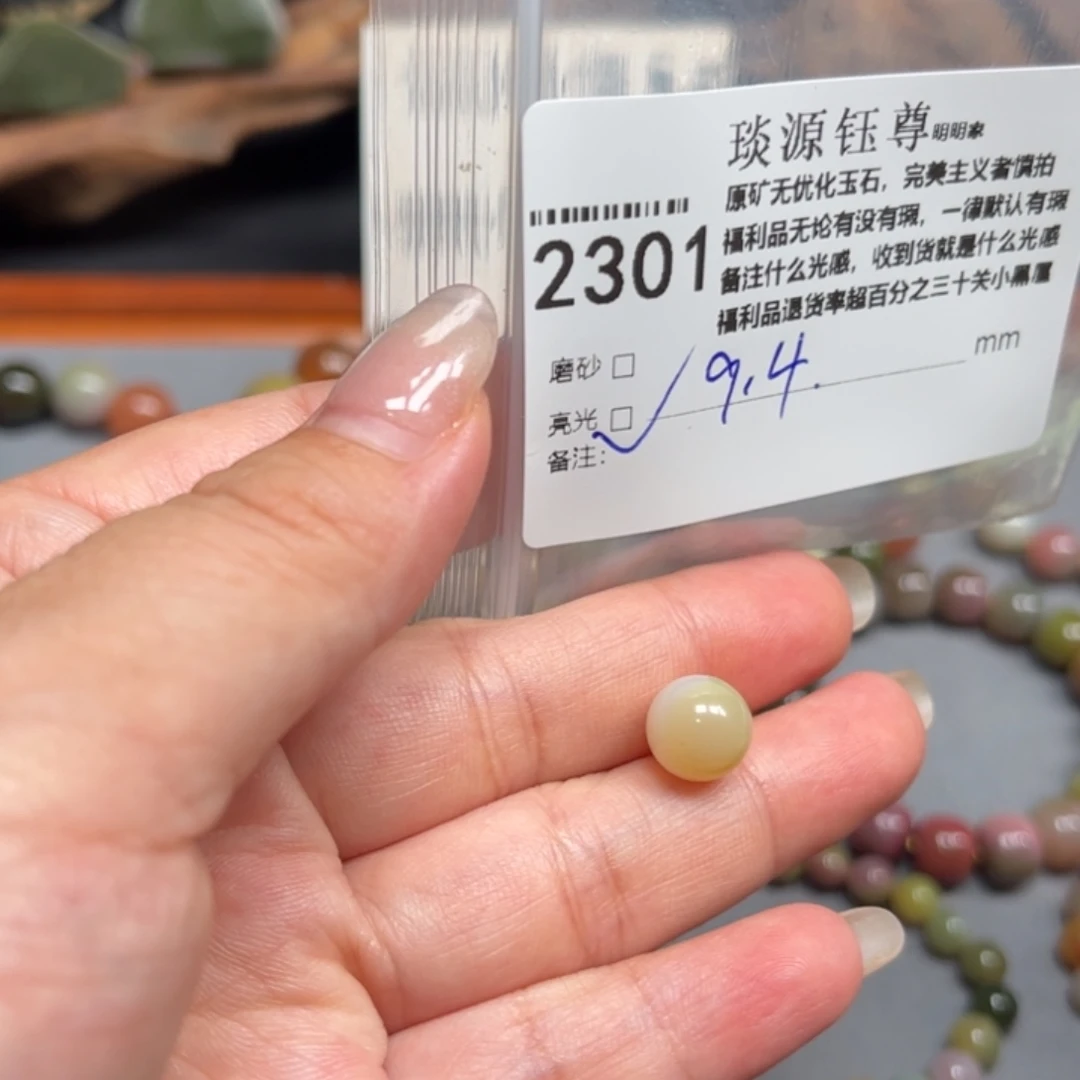 琰源钰尊明明家
原矿无优化玉石，完美主义者慎拍
福利品无论有没有瑕，一律默认有瑕
备注什么光感，收到货就是什么光感
福利品退货率超百分之三十关小黑屋
2301
磨砂 □ 9.4 mm
亮光 □ ✓
备注：